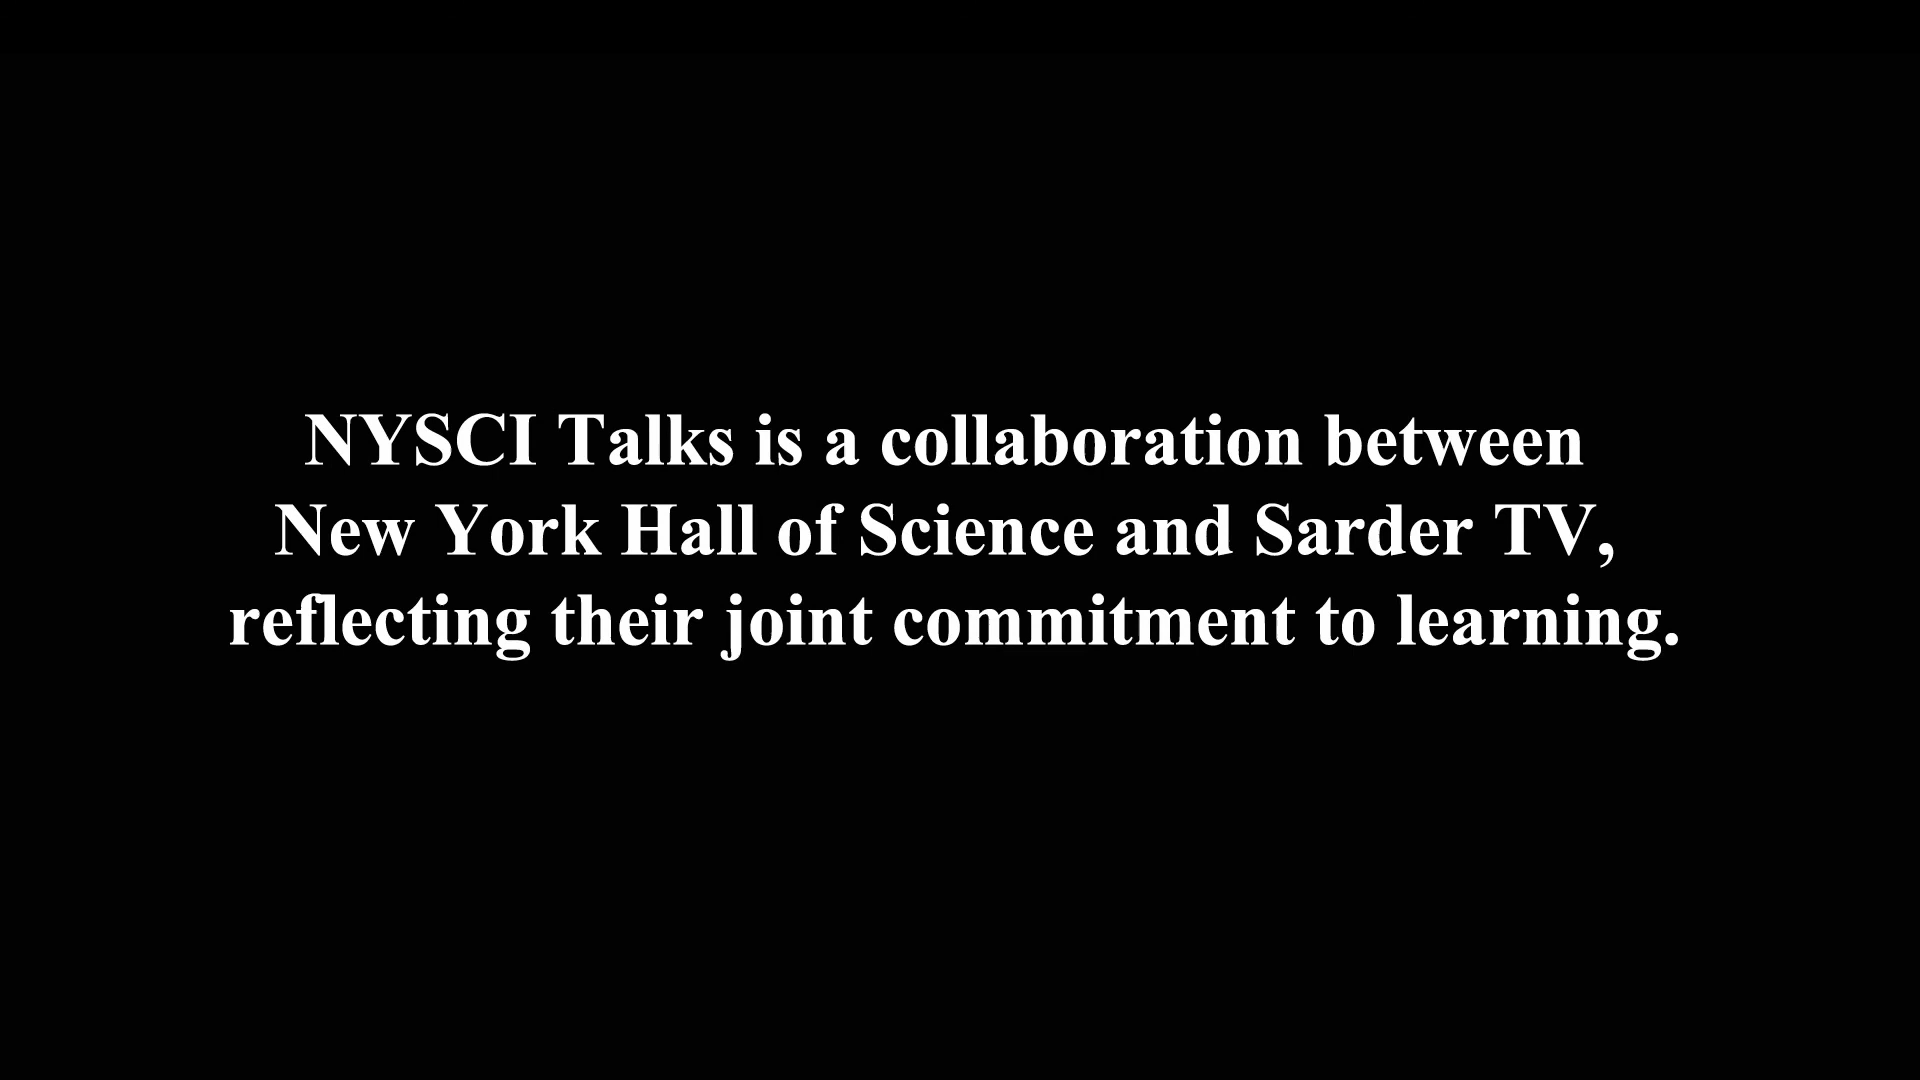 NYSCI Talks is a collaboration between
New York Hall of Science and Sarder TV,
reflecting their joint commitment to learning.